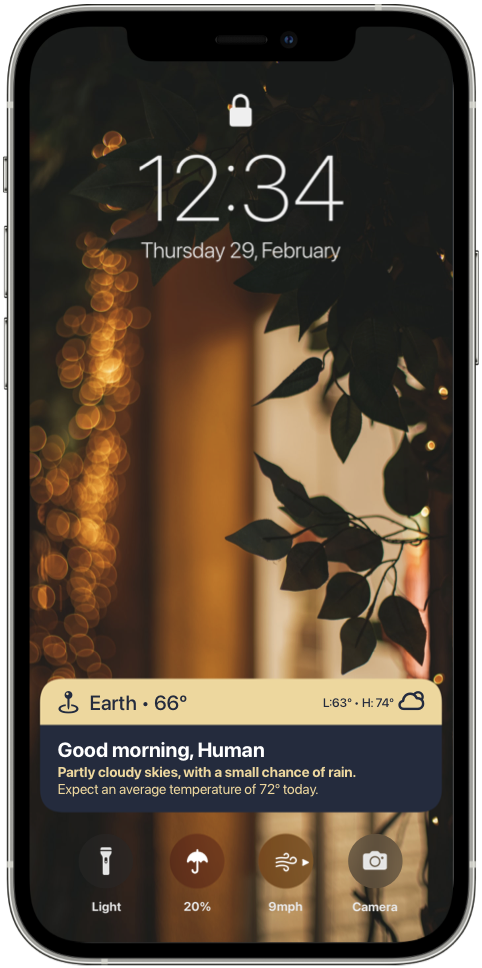 12:34
Thursday 29, February
Earth • 66°
L:63° • H: 74°
Good morning, Human
Partly cloudy skies, with a small chance of rain.
Expect an average temperature of 72° today.
Light
20%
9mph
Camera